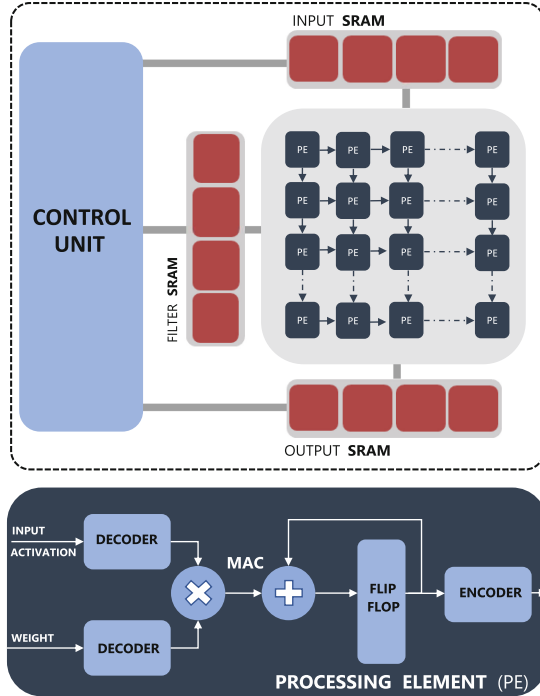 INPUT SRAM
CONTROL
UNIT
FILTER SRAM
PE PE PE PE
PE PE PE PE
PE PE PE PE
PE PE PE PE
OUTPUT SRAM
INPUT
ACTIVATION
DECODER
MAC
FLIP
FLOP
ENCODER
WEIGHT
DECODER
PROCESSING ELEMENT (PE)